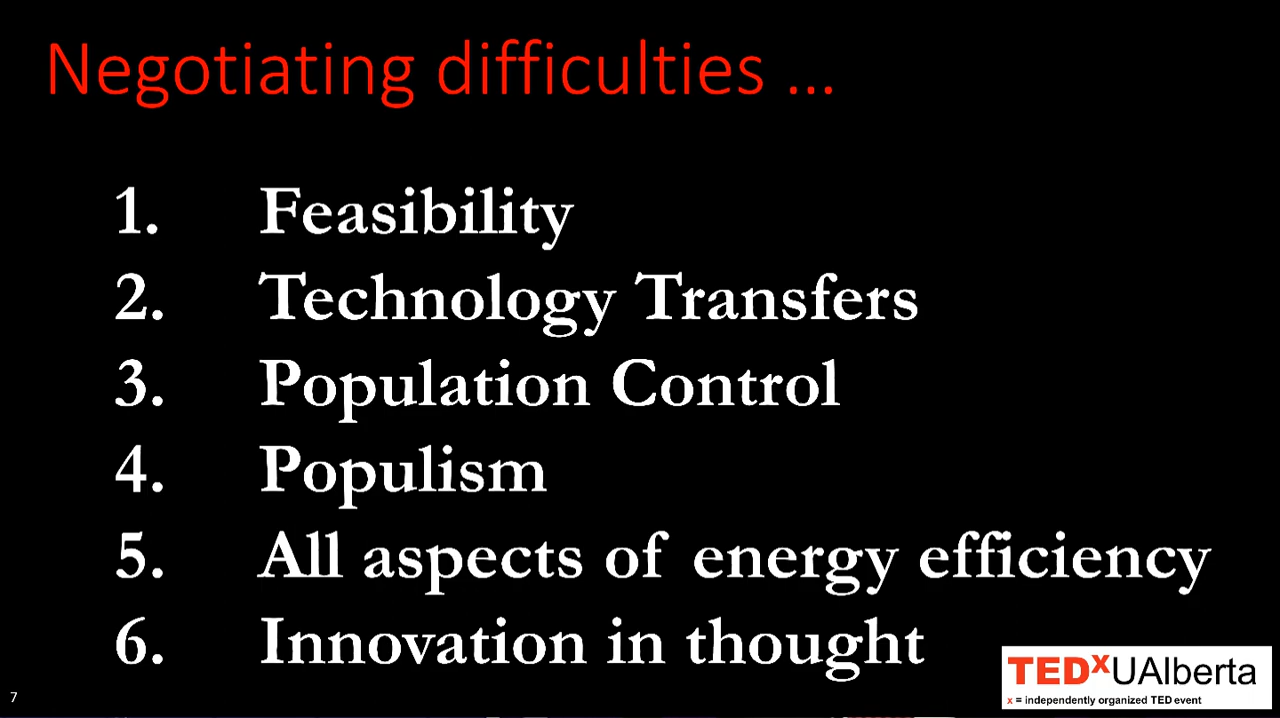 Negotiating difficulties ...
1. Feasibility
2. Technology Transfers
3. Population Control
4. Populism
5. All aspects of energy efficiency
6. Innovation in thought
TEDxUAlberta
x = independently organized TED event
7